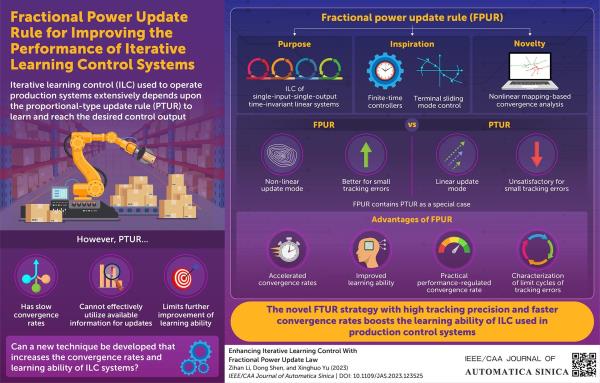 Fractional Power Update
Rule for Improving the
Performance of Iterative
Learning Control Systems
Iterative learning control (ILC) used to operate
production systems extensively depends upon
the proportional-type update rule (PTUR) to
learn and reach the desired control output
However, PTUR...
Has slow
convergence
rates
Cannot effectively
utilize available
information for updates
Limits further
improvement of
learning ability
Can a new technique be developed that
increases the convergence rates and
learning ability of ILC systems?
Fractional power update rule (FPUR)
Purpose
ILC of
single-input-single-output
time-invariant linear systems
Inspiration
Finite-time
controllers
Terminal sliding
mode control
Novelty
Nonlinear mapping-based
convergence analysis
FPUR
vs
PTUR
Non-linear
update mode
Better for small
tracking errors
Linear update
mode
Unsatisfactory for
small tracking errors
FPUR contains PTUR as a special case
Advantages of FPUR
Accelerated
convergence rates
Improved
learning ability
Practical
performance-regulated
convergence rate
Characterization
of limit cycles of
tracking errors
The novel FTUR strategy with high tracking precision and faster
convergence rates boosts the learning ability of ILC used in
production control systems
Enhancing Iterative Learning Control With
Fractional Power Update Law
Zihan Li, Dong Shen, and Xinghuo Yu (2023)
IEEE/CAA Journal of Automatica Sinica | DOI: 10.1109/JAS.2023.123525
IEEE/CAA JOURNAL OF
AUTOMATICA SINICA